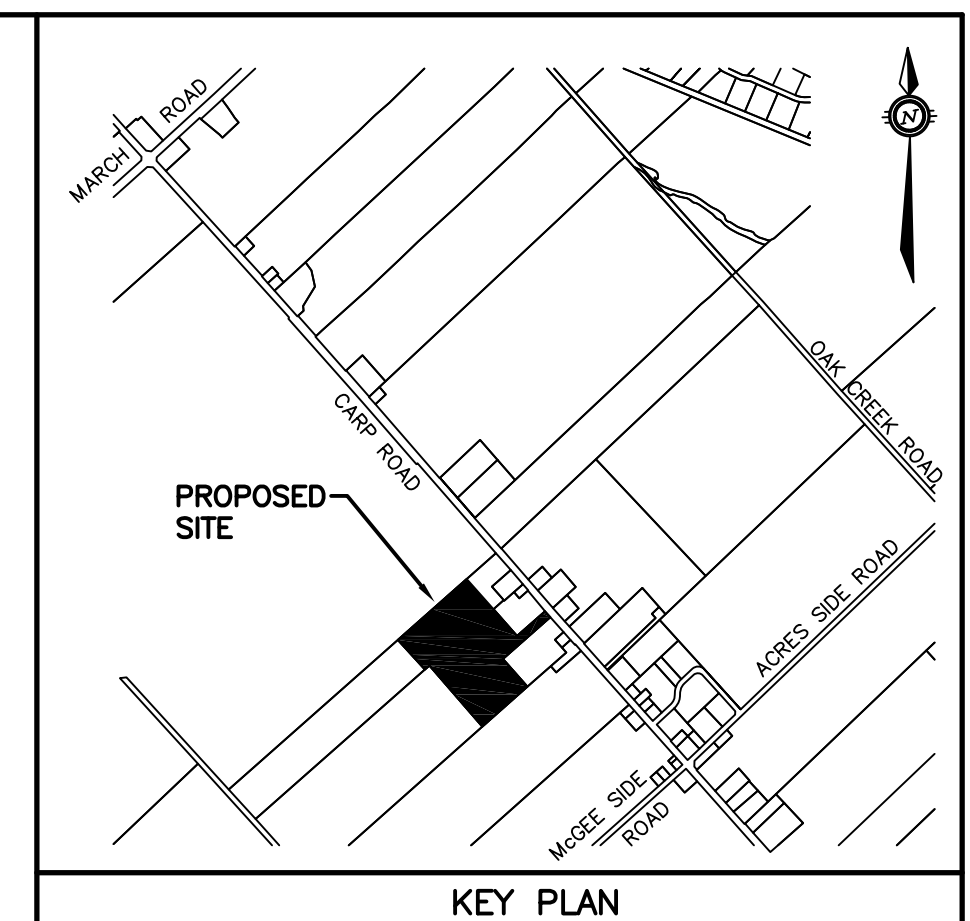 MARCH ROAD
N
OAK CREEK ROAD
CARP ROAD
PROPOSED
SITE
ACRES SIDE ROAD
McGEE SIDE
ROAD
KEY PLAN